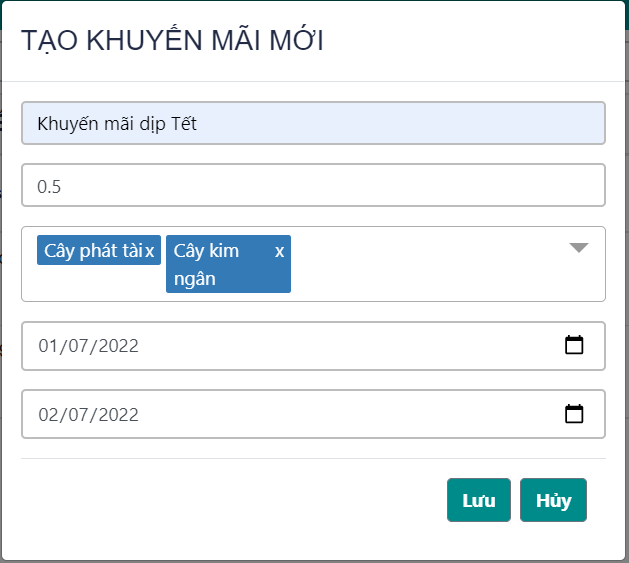 TẠO KHUYẾN MÃI MỚI
Khuyến mãi dịp Tết
0.5
Cây phát tài x Cây kim x
ngân
01/07/2022
02/07/2022
Lưu Hủy